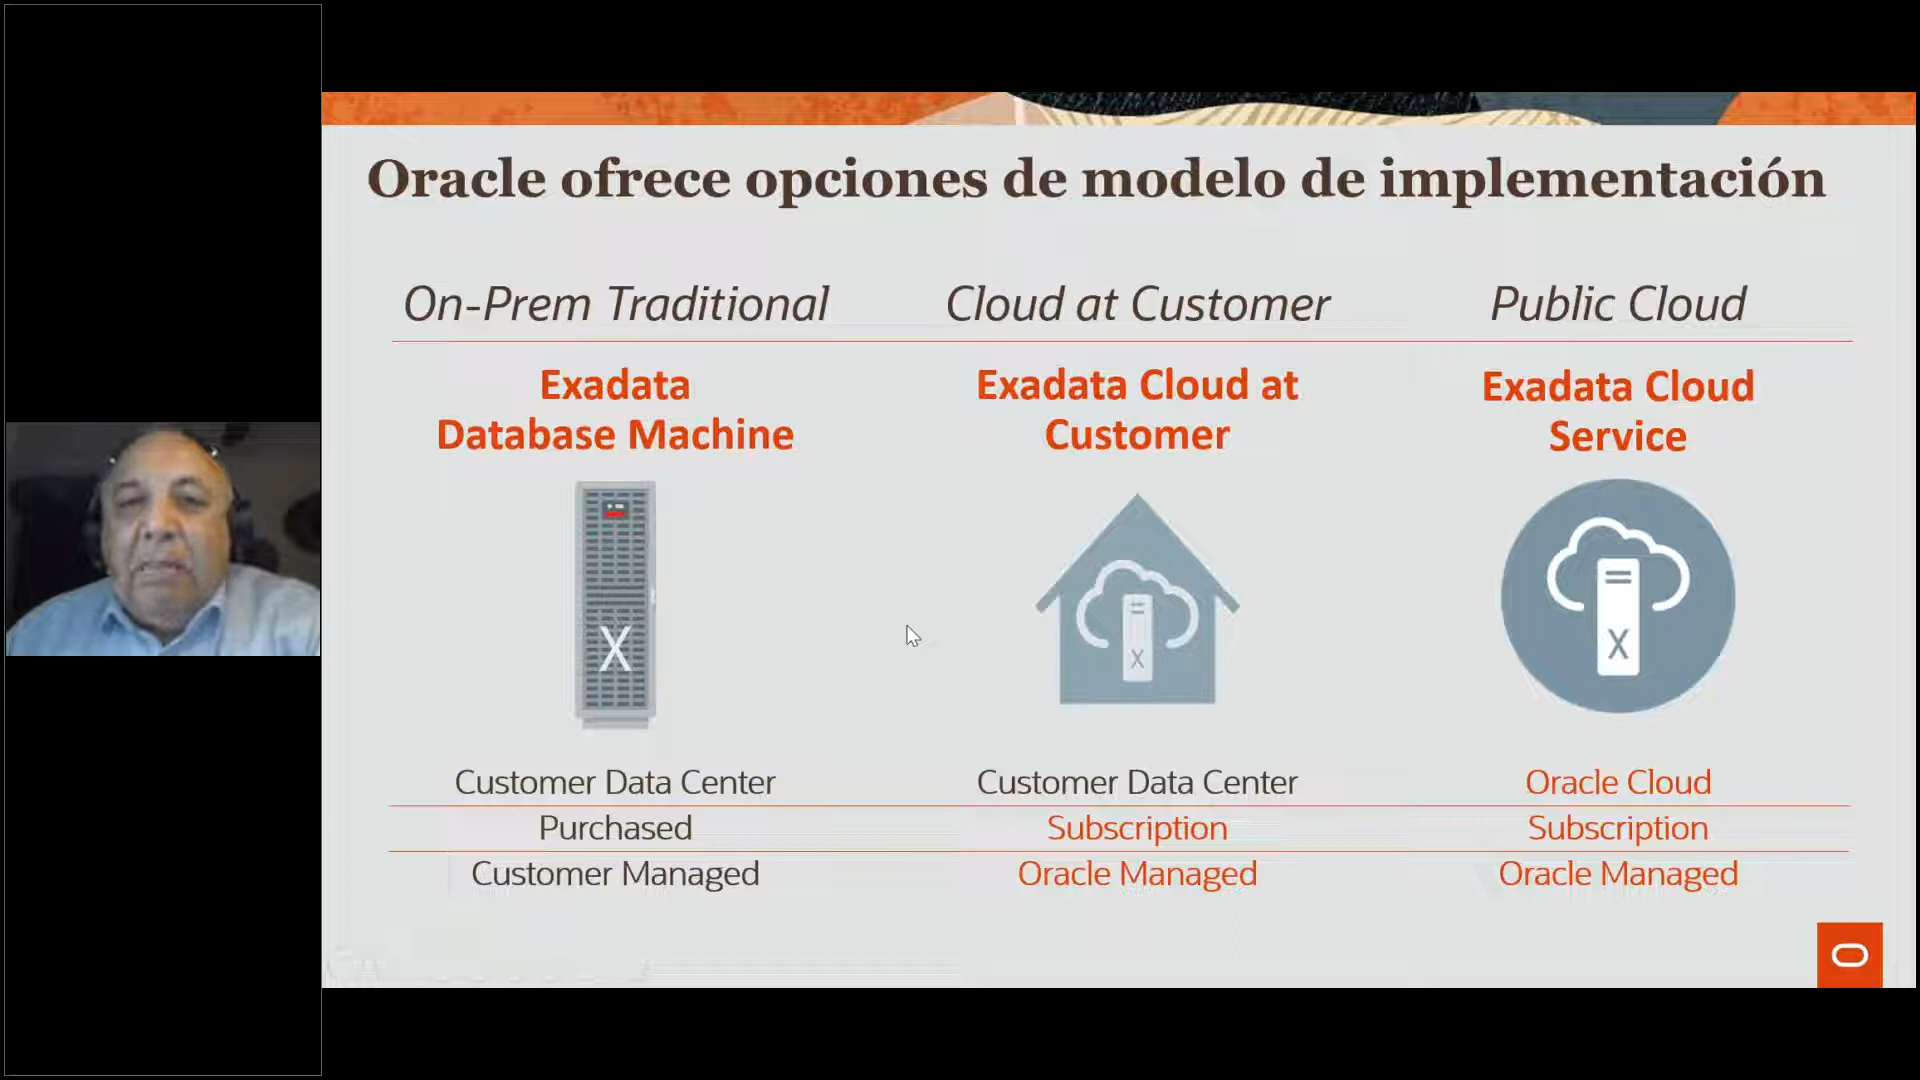 Oracle ofrece opciones de modelo de implementación
On-Prem Traditional
Cloud at Customer
Public Cloud
Exadata
Database Machine
Exadata Cloud at
Customer
Exadata Cloud
Service
X
X
X
Customer Data Center
Customer Data Center
Oracle Cloud
Purchased
Subscription
Subscription
Customer Managed
Oracle Managed
Oracle Managed